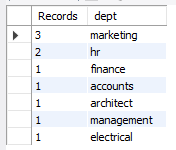 Records dept
3 marketing
2 hr
1 finance
1 accounts
1 architect
1 management
1 electrical